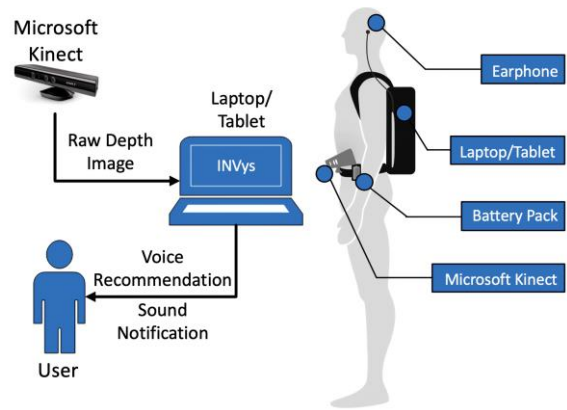 Microsoft
Kinect
Laptop/
Tablet
Raw Depth
Image
INVys
Voice
Recommendation
Sound
Notification
User
Earphone
Laptop/Tablet
Battery Pack
Microsoft Kinect